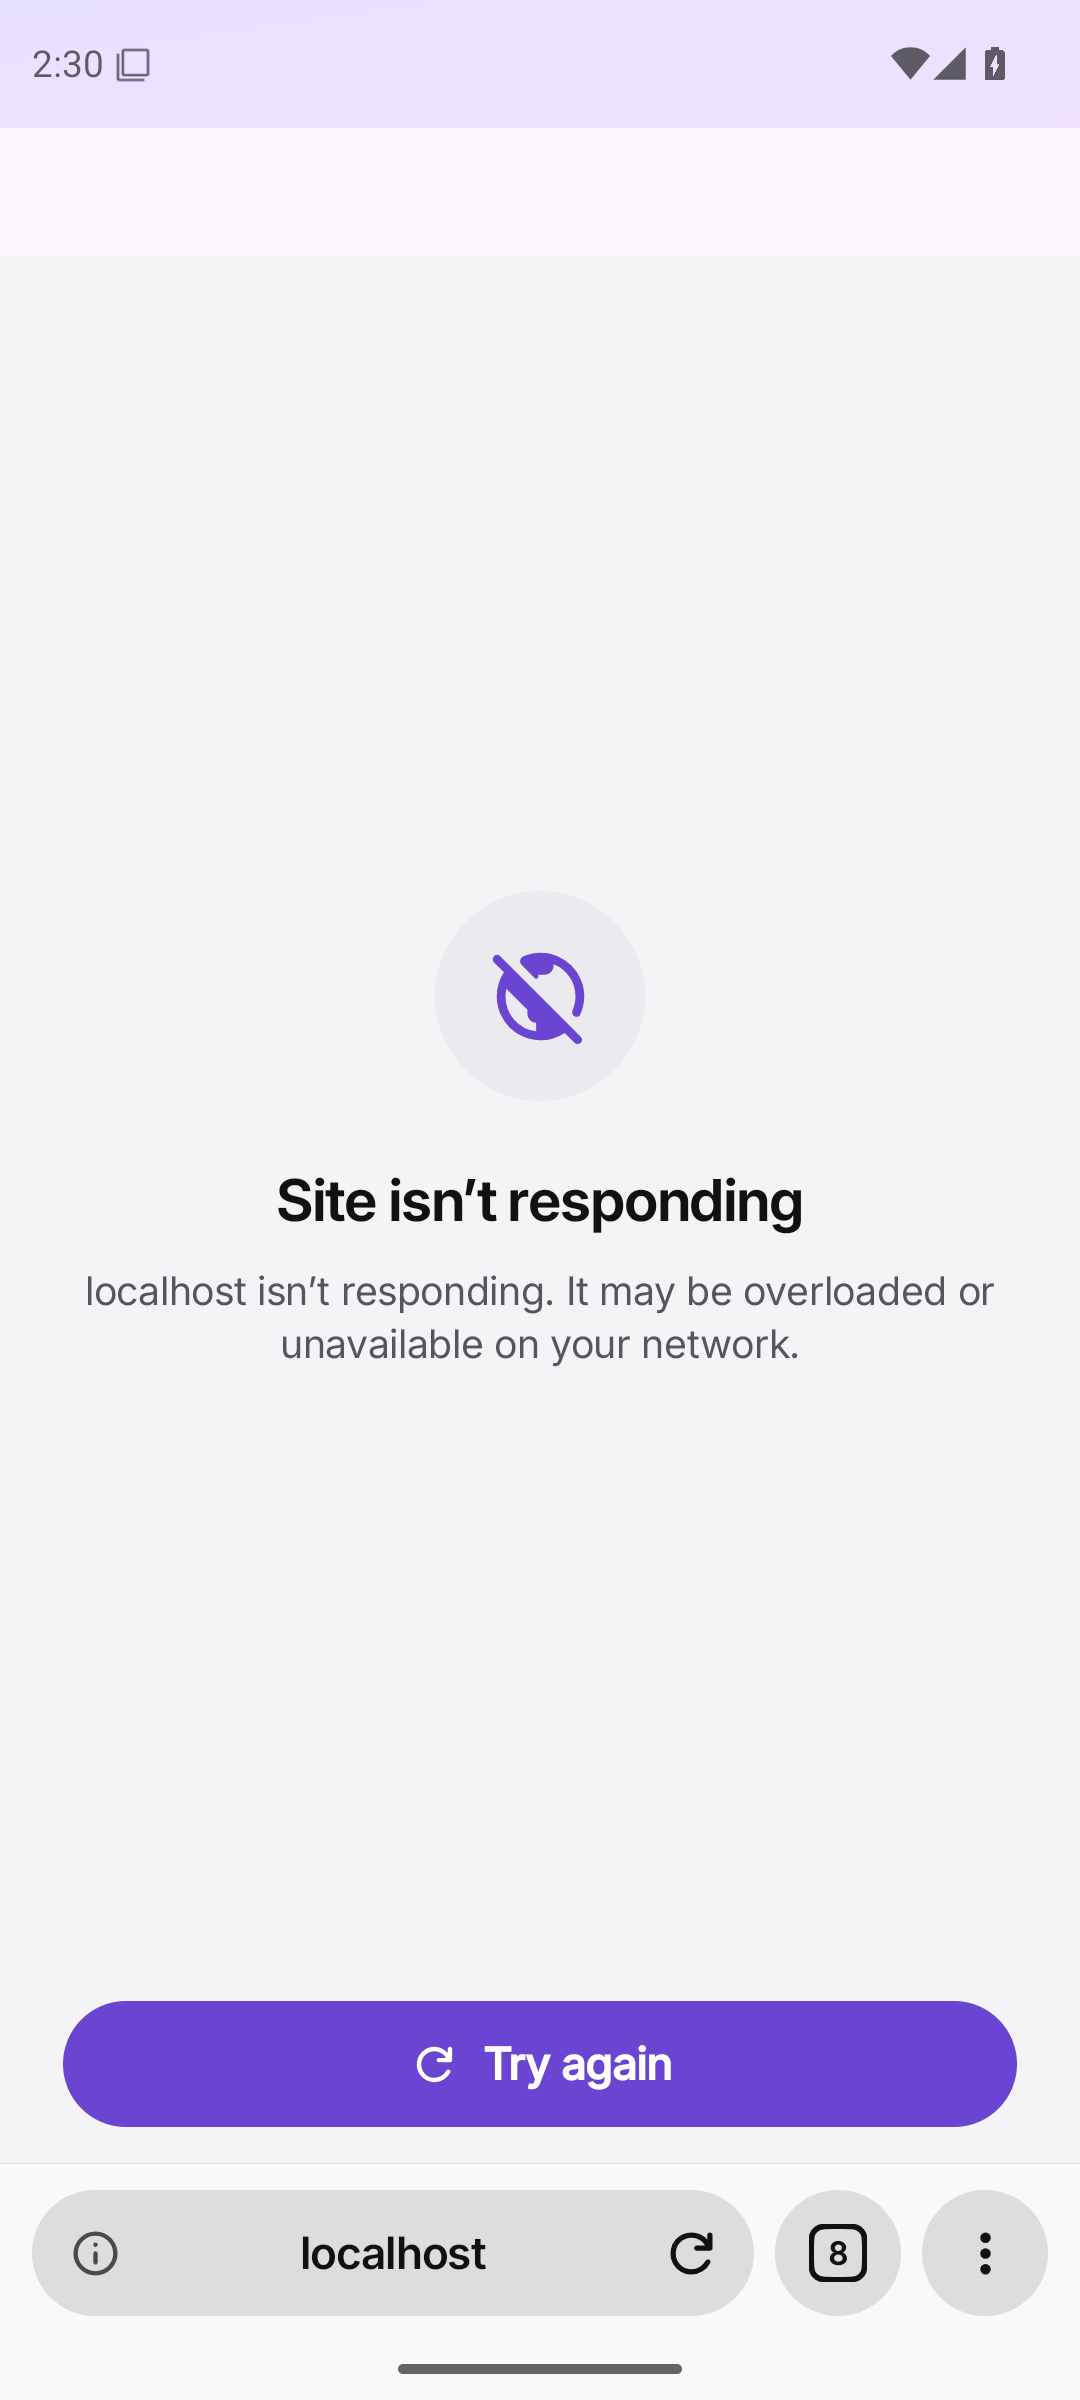 2:30
Site isn’t responding
localhost isn’t responding. It may be overloaded or
unavailable on your network.
Try again
localhost
8